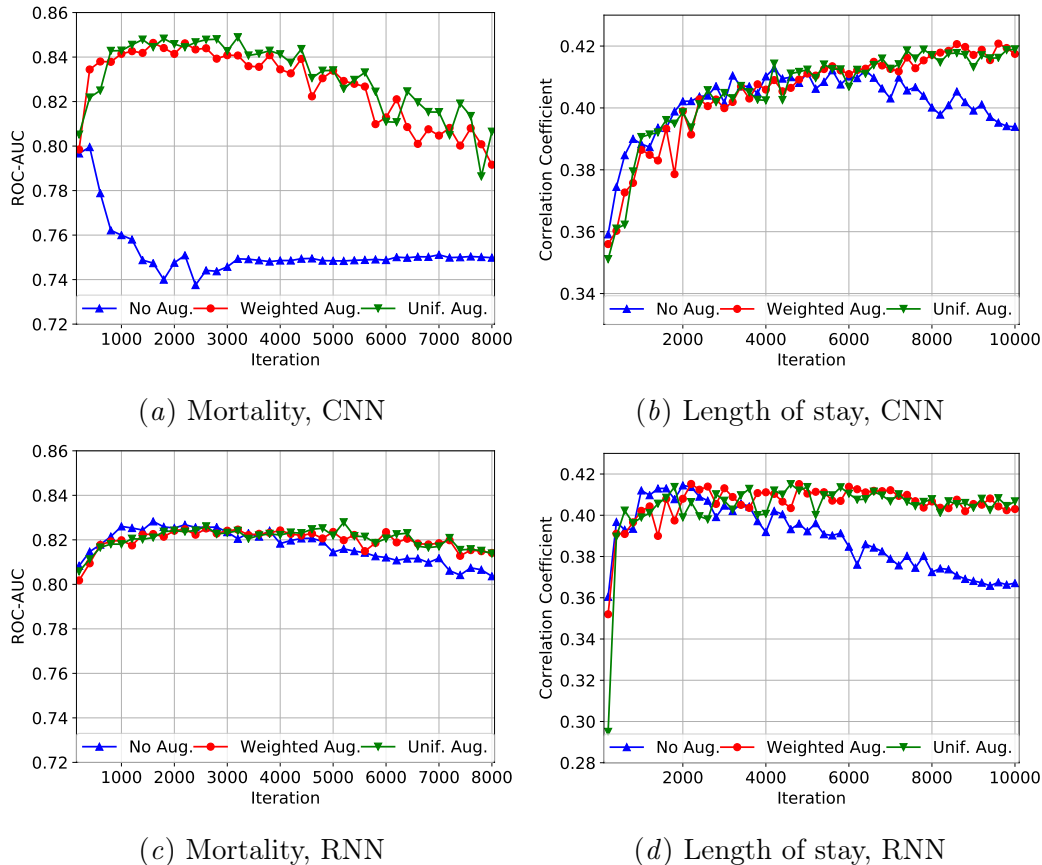 0.86
0.84
0.82
0.80
0.78
0.76
0.74
0.72
ROC-AUC
No Aug. Weighted Aug. Unif. Aug.
1000 2000 3000 4000 5000 6000 7000 8000
Iteration
(a) Mortality, CNN
0.42
0.40
0.38
0.36
0.34
Correlation Coefficient
No Aug. Weighted Aug. Unif. Aug.
2000 4000 6000 8000 10000
Iteration
(b) Length of stay, CNN
0.86
0.84
0.82
0.80
0.78
0.76
0.74
0.72
ROC-AUC
No Aug. Weighted Aug. Unif. Aug.
1000 2000 3000 4000 5000 6000 7000 8000
Iteration
(c) Mortality, RNN
0.42
0.40
0.38
0.36
0.34
0.32
0.30
0.28
Correlation Coefficient
No Aug. Weighted Aug. Unif. Aug.
2000 4000 6000 8000 10000
Iteration
(d) Length of stay, RNN